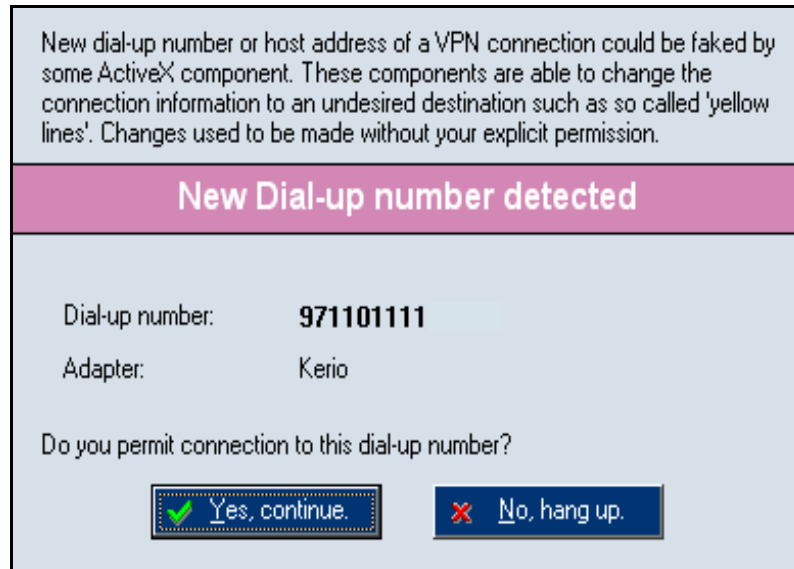 New dial-up number or host address of a VPN connection could be faked by
some ActiveX component. These components are able to change the
connection information to an undesired destination such as so called 'yellow
lines'. Changes used to be made without your explicit permission.
New Dial-up number detected
Dial-up number: 971101111
Adapter: Kerio
Do you permit connection to this dial-up number?
Yes, continue. No, hang up.